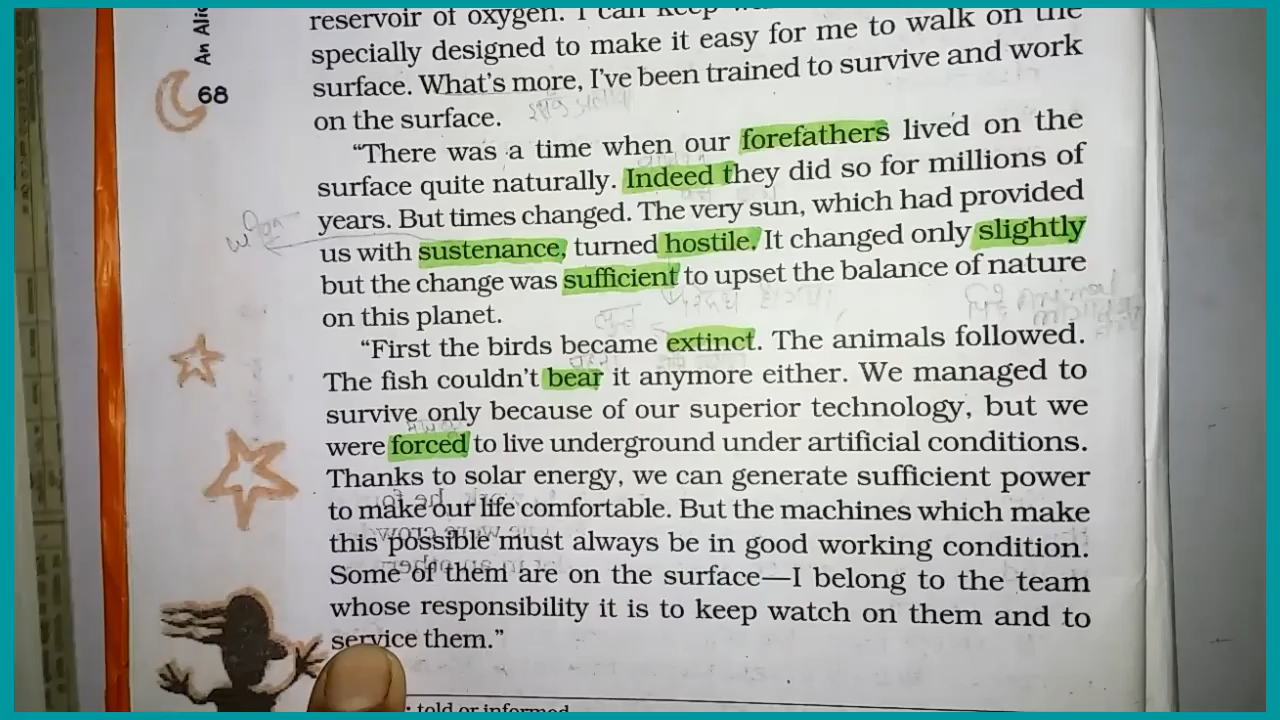 An Alie
68
reservoir of oxygen. I can keep
specially designed to make it easy for me to walk on the
surface. What's more, I've been trained to survive and work
on the surface.
“There was a time when our forefathers lived on the
surface quite naturally. Indeed they did so for millions of
years. But times changed. The very sun, which had provided
us with sustenance, turned hostile. It changed only slightly
but the change was sufficient to upset the balance of nature
on this planet.
“First the birds became extinct. The animals followed.
The fish couldn't bear it anymore either. We managed to
survive only because of our superior technology, but we
were forced to live underground under artificial conditions.
Thanks to solar energy, we can generate sufficient power
to make our life comfortable. But the machines which make
this possible must always be in good working condition.
Some of them are on the surface—I belong to the team
whose responsibility it is to keep watch on them and to
service them.”
: told or informed